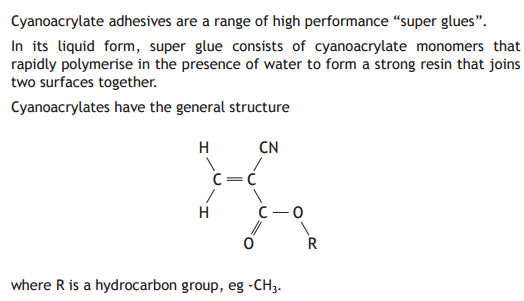 Cyanoacrylate adhesives are a range of high performance “super glues”.
In its liquid form, super glue consists of cyanoacrylate monomers that
rapidly polymerise in the presence of water to form a strong resin that joins
two surfaces together.
Cyanoacrylates have the general structure
H CN
C = C
H C – O
O R
where R is a hydrocarbon group, eg -CH₃.